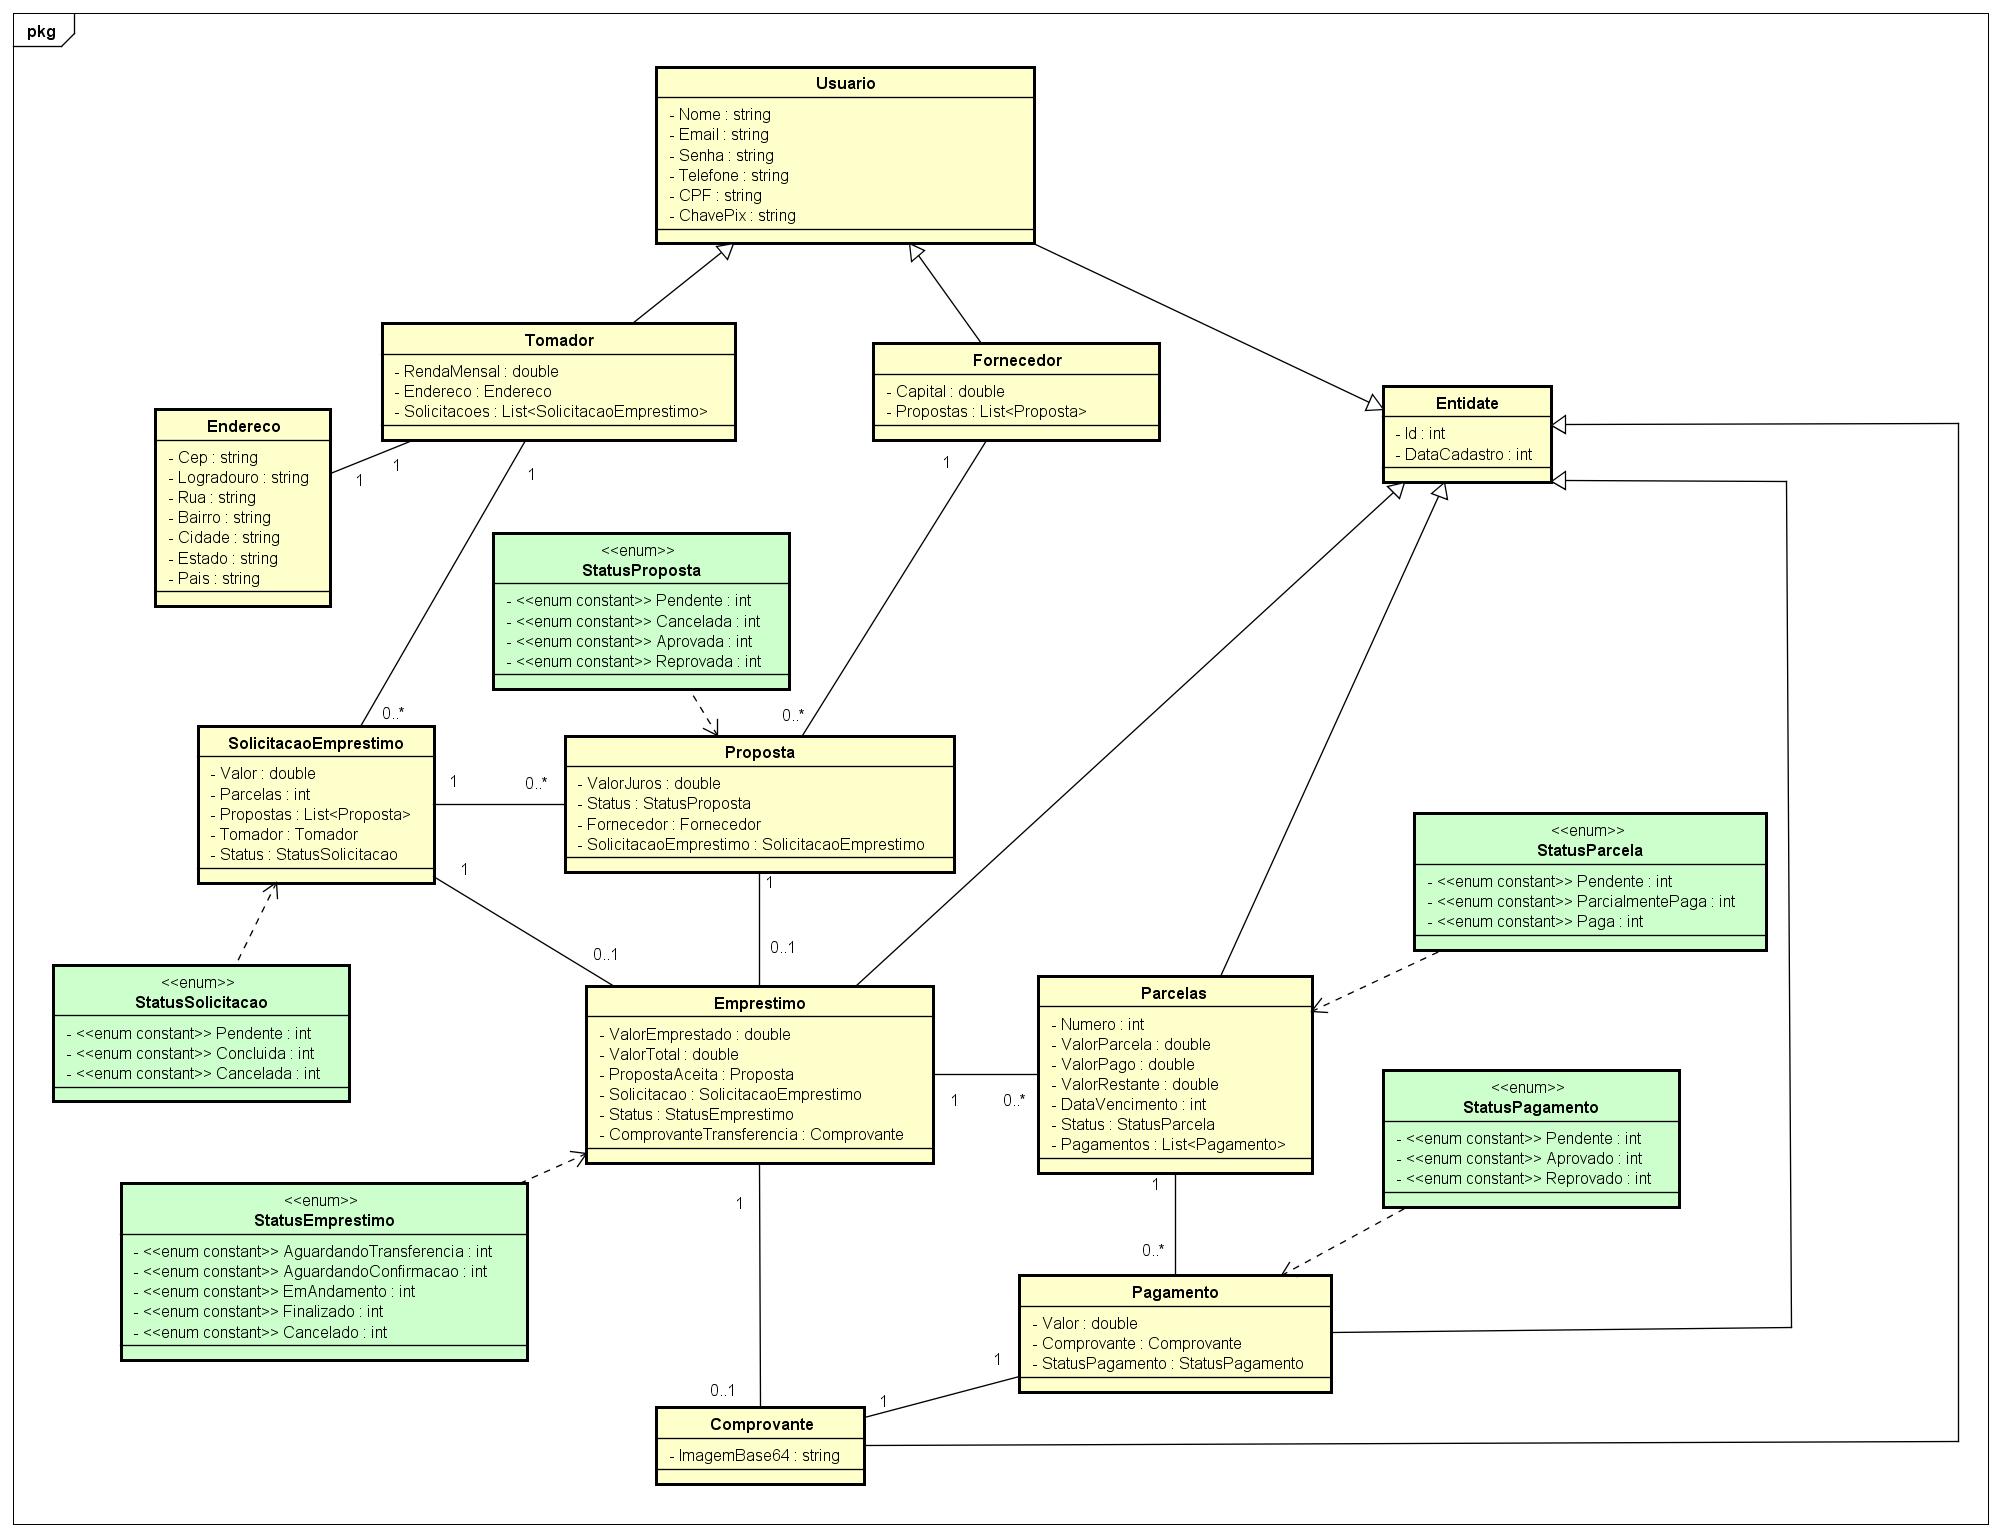 pkg
Usuario
- Nome : string
- Email : string
- Senha : string
- Telefone : string
- CPF : string
- ChavePix : string
Tomador
- RendaMensal : double
- Endereco : Endereco
- Solicitacoes : List<SolicitacaoEmprestimo>
Fornecedor
- Capital : double
- Propostas : List<Proposta>
Entidate
- Id : int
- DataCadastro : int
Endereco
- Cep : string
- Logradouro : string
- Rua : string
- Bairro : string
- Cidade : string
- Estado : string
- Pais : string
1
1
1
1
<<enum>>
StatusProposta
- <<enum constant>> Pendente : int
- <<enum constant>> Cancelada : int
- <<enum constant>> Aprovada : int
- <<enum constant>> Reprovada : int
0..*
0..*
SolicitacaoEmprestimo
- Valor : double
- Parcelas : int
- Propostas : List<Proposta>
- Tomador : Tomador
- Status : StatusSolicitacao
1
0..*
Proposta
- ValorJuros : double
- Status : StatusProposta
- Fornecedor : Fornecedor
- SolicitacaoEmprestimo : SolicitacaoEmprestimo
<<enum>>
StatusParcela
- <<enum constant>> Pendente : int
- <<enum constant>> ParcialmentePaga : int
- <<enum constant>> Paga : int
1
1
0..1
0..1
<<enum>>
StatusSolicitacao
- <<enum constant>> Pendente : int
- <<enum constant>> Concluida : int
- <<enum constant>> Cancelada : int
Emprestimo
- ValorEmprestado : double
- ValorTotal : double
- PropostaAceita : Proposta
- Solicitacao : SolicitacaoEmprestimo
- Status : StatusEmprestimo
- ComprovanteTransferencia : Comprovante
1
0..*
Parcelas
- Numero : int
- ValorParcela : double
- ValorPago : double
- ValorRestante : double
- DataVencimento : int
- Status : StatusParcela
- Pagamentos : List<Pagamento>
<<enum>>
StatusPagamento
- <<enum constant>> Pendente : int
- <<enum constant>> Aprovado : int
- <<enum constant>> Reprovado : int
<<enum>>
StatusEmprestimo
- <<enum constant>> AguardandoTransferencia : int
- <<enum constant>> AguardandoConfirmacao : int
- <<enum constant>> EmAndamento : int
- <<enum constant>> Finalizado : int
- <<enum constant>> Cancelado : int
1
1
0..*
Pagamento
- Valor : double
- Comprovante : Comprovante
- StatusPagamento : StatusPagamento
1
0..1
1
Comprovante
- ImagemBase64 : string